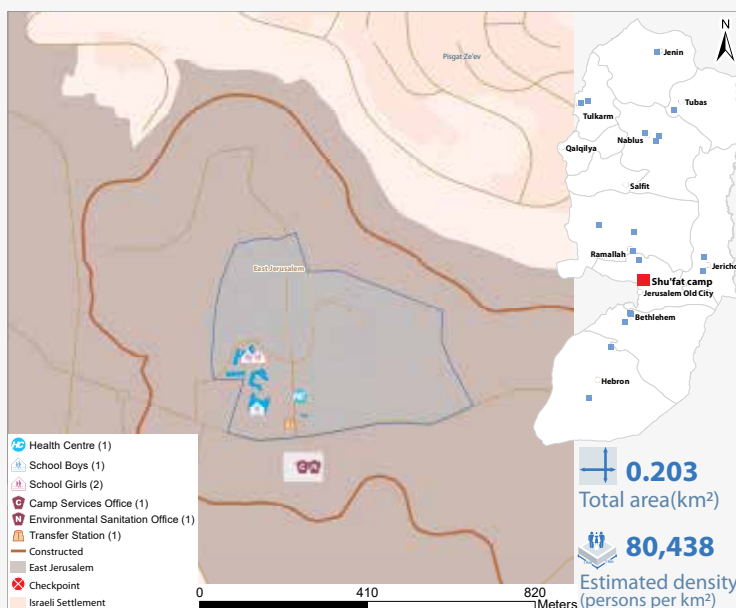 Pisgat Ze'ev
East Jerusalem
HC
C N
HC Health Centre (1)
School Boys (1)
School Girls (2)
C Camp Services Office (1)
N Environmental Sanitation Office (1)
Transfer Station (1)
Constructed
East Jerusalem
Checkpoint
Israeli Settlement
0 410 820
Meters
N
Jenin
Tubas
Tulkarm
Nablus
Qalqilya
Salfit
Ramallah
Jericho
Shu'fat camp
Jerusalem Old City
Bethlehem
Hebron
0.203
Total area(km²)
80,438
Estimated density
(persons per km²)